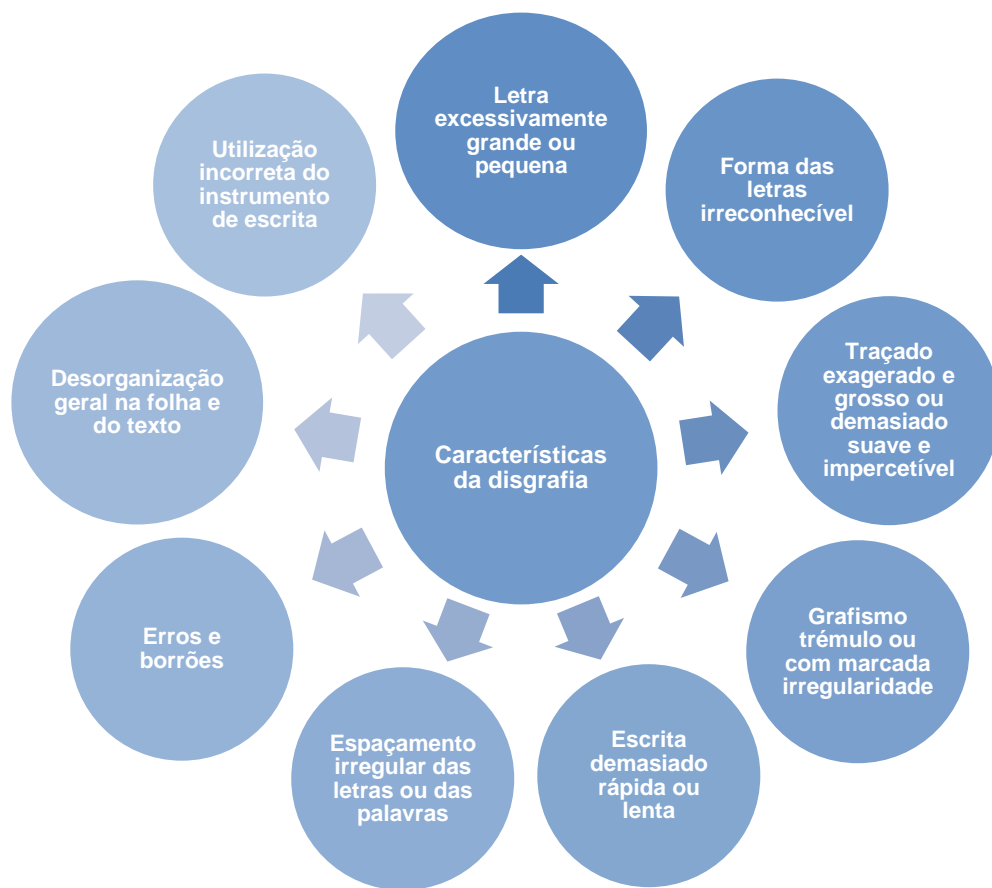 Letra
excessivamente
grande ou
pequena
Forma das
letras
irreconhecível
Traçado
exagerado e
grosso ou
demasiado
suave e
impercetível
Grafismo
trémulo ou
com marcada
irregularidade
Escrita
demasiado
rápida ou
lenta
Espaçamento
irregular das
letras ou das
palavras
Erros e
borrões
Desorganização
geral na folha e
do texto
Utilização
incorreta do
instrumento
de escrita
Características
da disgrafia